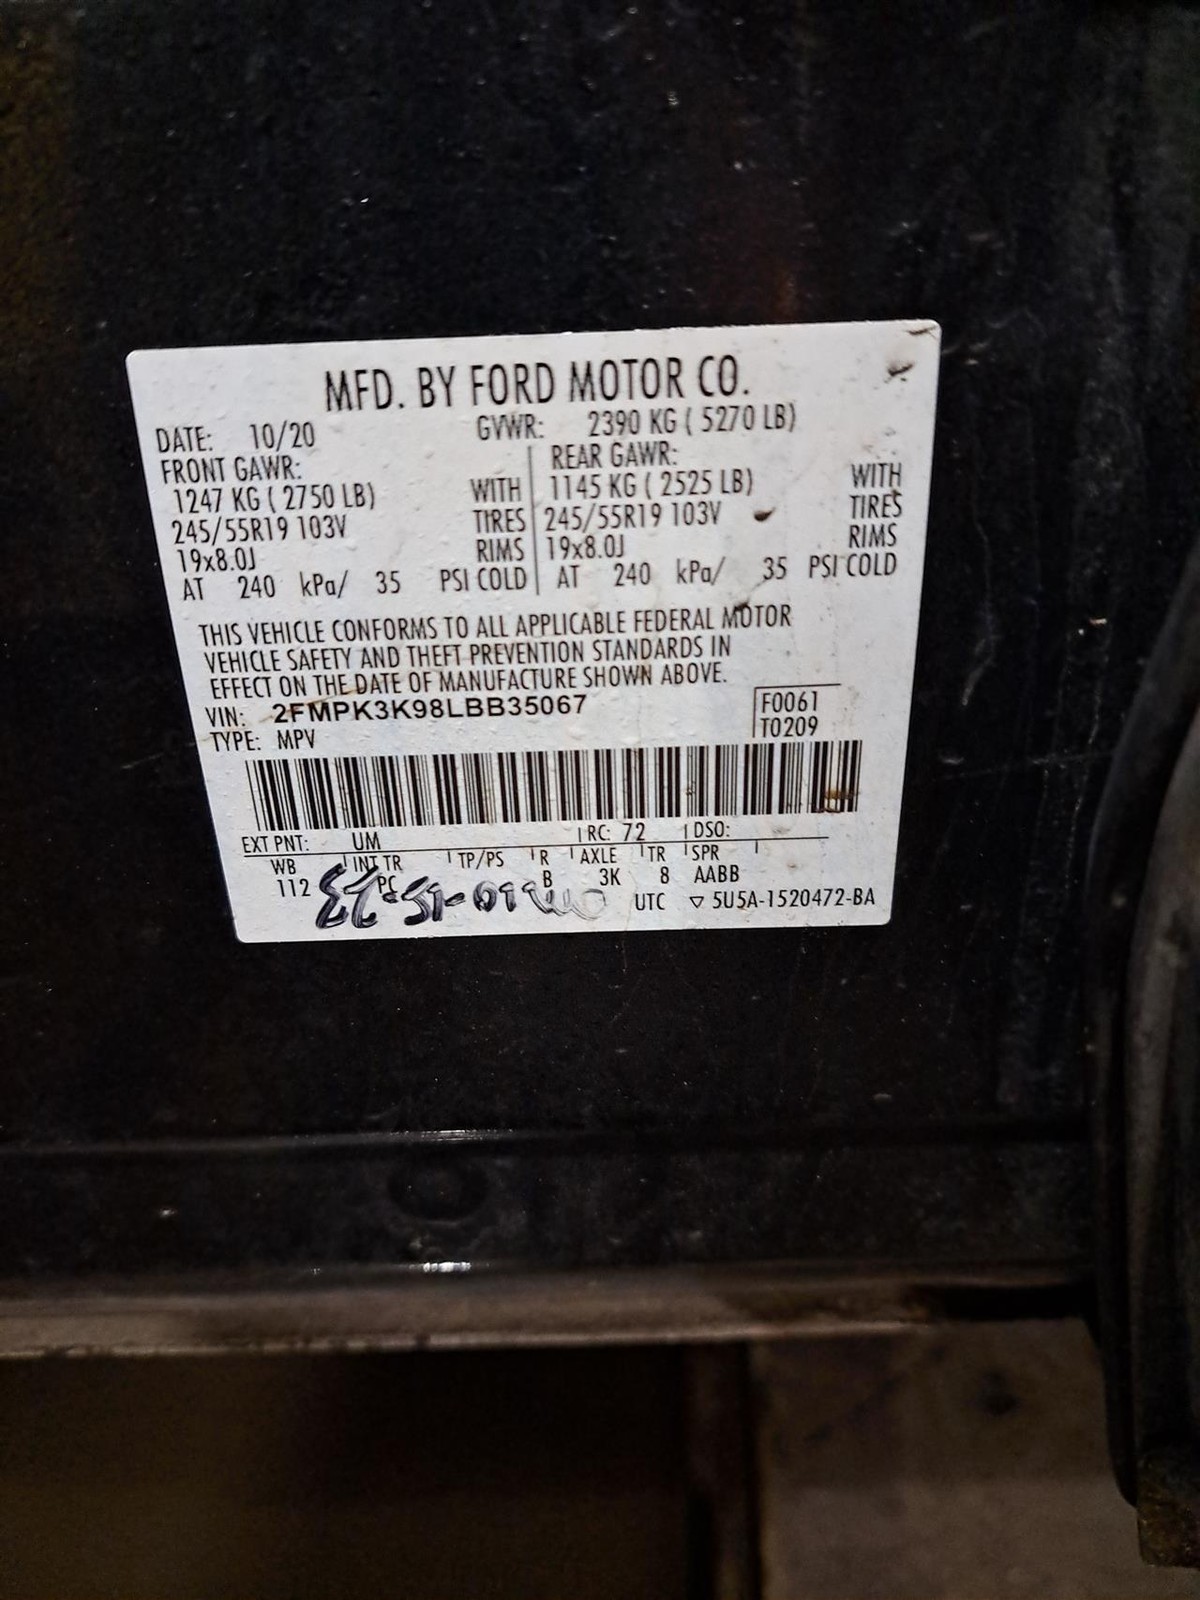 MFD. BY FORD MOTOR CO.
DATE: 10/20 GVWR: 2390 KG ( 5270 LB)
FRONT GAWR: REAR GAWR:
1247 KG ( 2750 LB) WITH 1145 KG ( 2525 LB) WITH
245/55R19 103V TIRES 245/55R19 103V TIRES
19x8.0J RIMS 19x8.0J RIMS
AT 240 kPa/ 35 PSI COLD AT 240 kPa/ 35 PSI COLD
THIS VEHICLE CONFORMS TO ALL APPLICABLE FEDERAL MOTOR
VEHICLE SAFETY AND THEFT PREVENTION STANDARDS IN
EFFECT ON THE DATE OF MANUFACTURE SHOWN ABOVE.
VIN: 2FMPK3K98LBB35067 F0061
TYPE: MPV T0209
EXT PNT: UM RC: 72 DSO:
WB INT TR TP/PS R AXLE TR SPR
112 PC B 3K 8 AABB
UTC ▽ 5U5A-1520472-BA